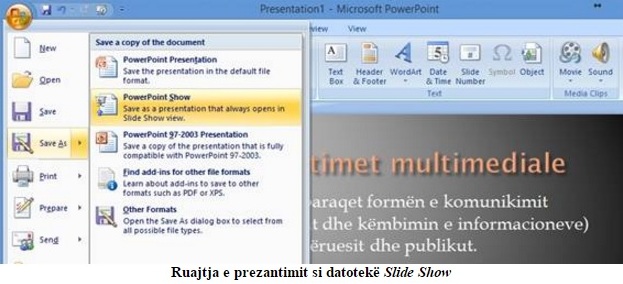 Presentation1 - Microsoft PowerPoint
view View
New
Open
Save
Save As
Print
Prepare
Send
Save a copy of the document
PowerPoint Presentation
Save the presentation in the default file
format.
PowerPoint Show
Save as a presentation that always opens in
Slide Show view.
PowerPoint 97-2003 Presentation
Save a copy of the presentation that is fully
compatible with PowerPoint 97-2003.
Find add-ins for other file formats
Learn about add-ins to save to other
formats such as PDF or XPS.
Other Formats
Open the Save As dialog box to select from
all possible file types.
Text Header WordArt Date Slide Symbol Object Movie Sound
Box & Footer & Time Number
Text Media Clips
timet multimediale
paraqet formën e komunikimit
it dhe këmbimin e informacioneve)
ëruesit dhe publikut.
Ruajtja e prezantimit si datotekë Slide Show